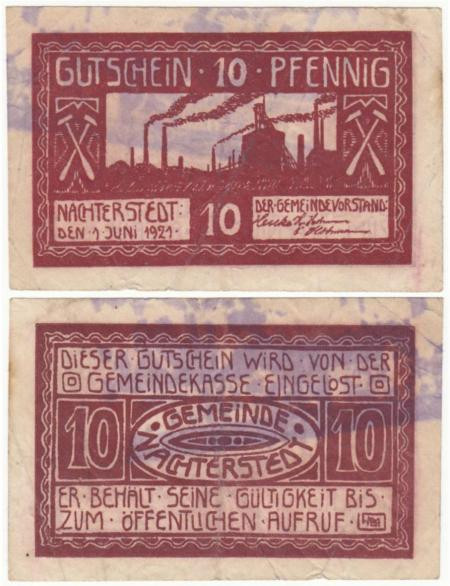 GUTSCHEIN · 10 · PFENNIG
NACHTERSTEDT:
DEN · 1 · JUNI 1921 ·
10
DER · GEMEINDEVORSTAND:
DIESER · GUTSCHEIN WIRD · VON · DER
GEMEINDEKASSE · EINGELÖST ·
10
· GEMEINDE ·
NACHTERSTEDT
10
ER · BEHÄLT · SEINE · GÜLTIGKEIT BIS ·
ZUM · ÖFFENTLICHEN · AUFRUF ·